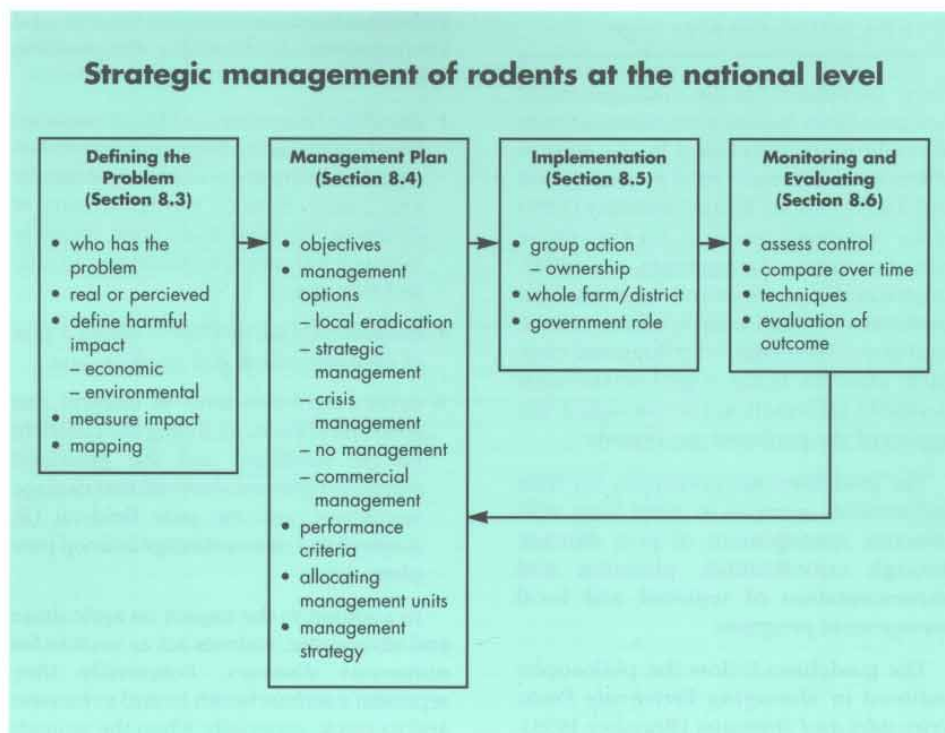 Strategic management of rodents at the national level
Defining the
Problem
(Section 8.3)
• who has the
problem
• real or percieved
• define harmful
impact
– economic
– environmental
• measure impact
• mapping
Management Plan
(Section 8.4)
• objectives
• management
options
– local eradication
– strategic
management
– crisis
management
– no management
– commercial
management
• performance
criteria
• allocating
management units
• management
strategy
Implementation
(Section 8.5)
• group action
– ownership
• whole farm/district
• government role
Monitoring and
Evaluating
(Section 8.6)
• assess control
• compare over time
• techniques
• evaluation of
outcome